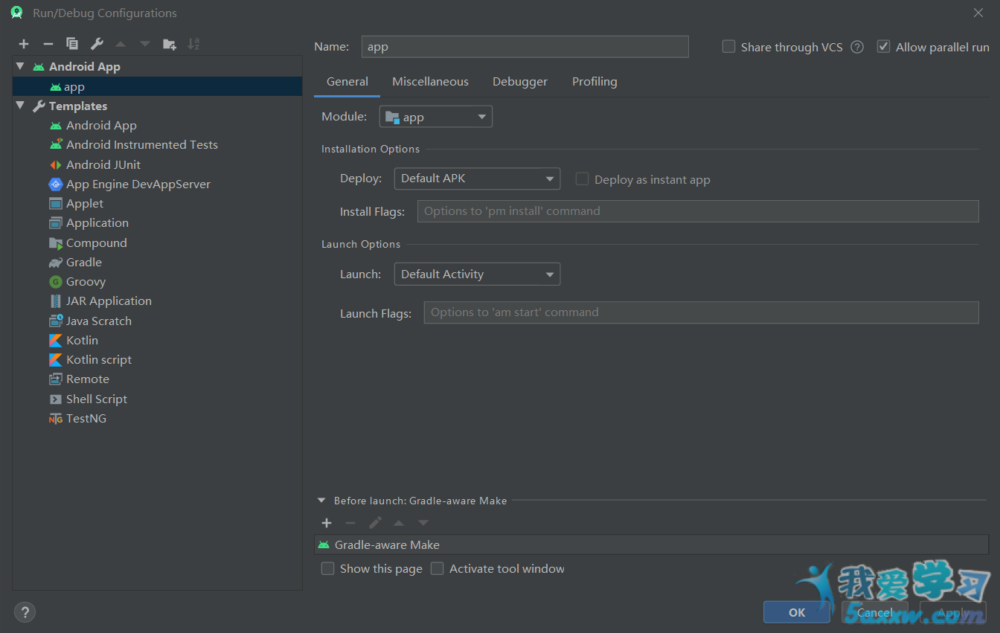 Run/Debug Configurations
Name: app Share through VCS ? Allow parallel run
Android App
app
Templates
Android App
Android Instrumented Tests
Android JUnit
App Engine DevAppServer
Applet
Application
Compound
Gradle
Groovy
JAR Application
Java Scratch
Kotlin
Kotlin script
Remote
Shell Script
TestNG
General Miscellaneous Debugger Profiling
Module: app
Installation Options
Deploy: Default APK Deploy as instant app
Install Flags: Options to 'pm install' command
Launch Options
Launch: Default Activity
Launch Flags: Options to 'am start' command
Before launch: Gradle-aware Make
Gradle-aware Make
Show this page Activate tool window
? OK Cancel Apply
我爱学习